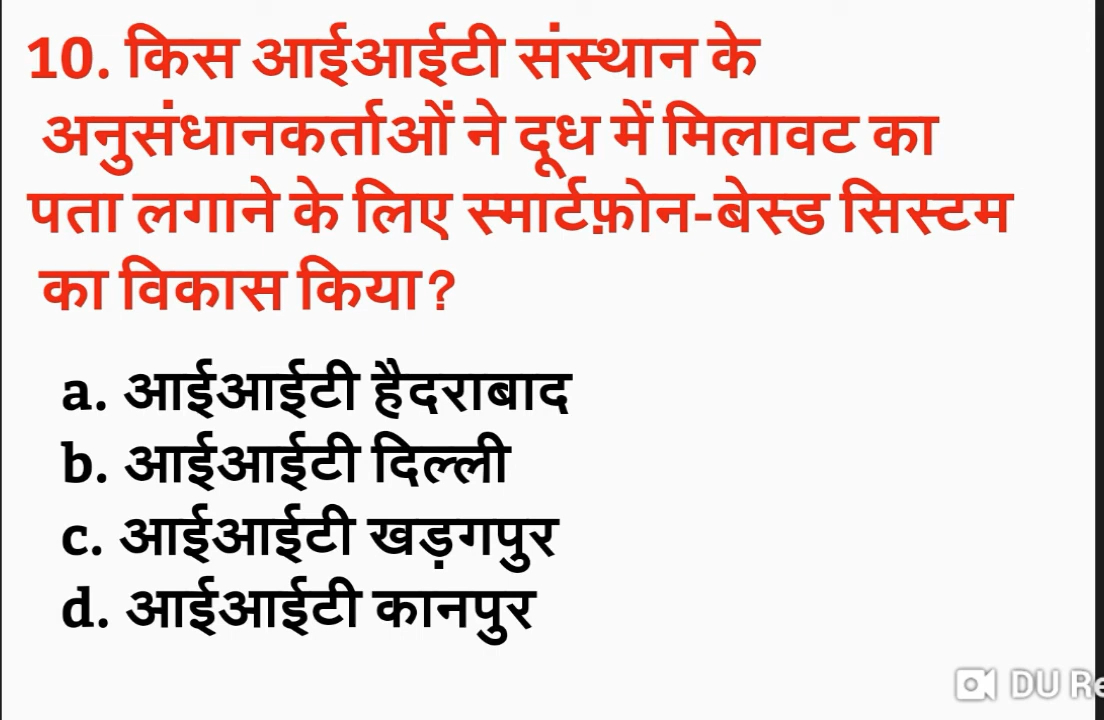 10. किस आईआईटी संस्थान के
अनुसंधानकर्ताओं ने दूध में मिलावट का
पता लगाने के लिए स्मार्टफ़ोन-बेस्ड सिस्टम
का विकास किया?
a. आईआईटी हैदराबाद
b. आईआईटी दिल्ली
c. आईआईटी खड़गपुर
d. आईआईटी कानपुर
DU